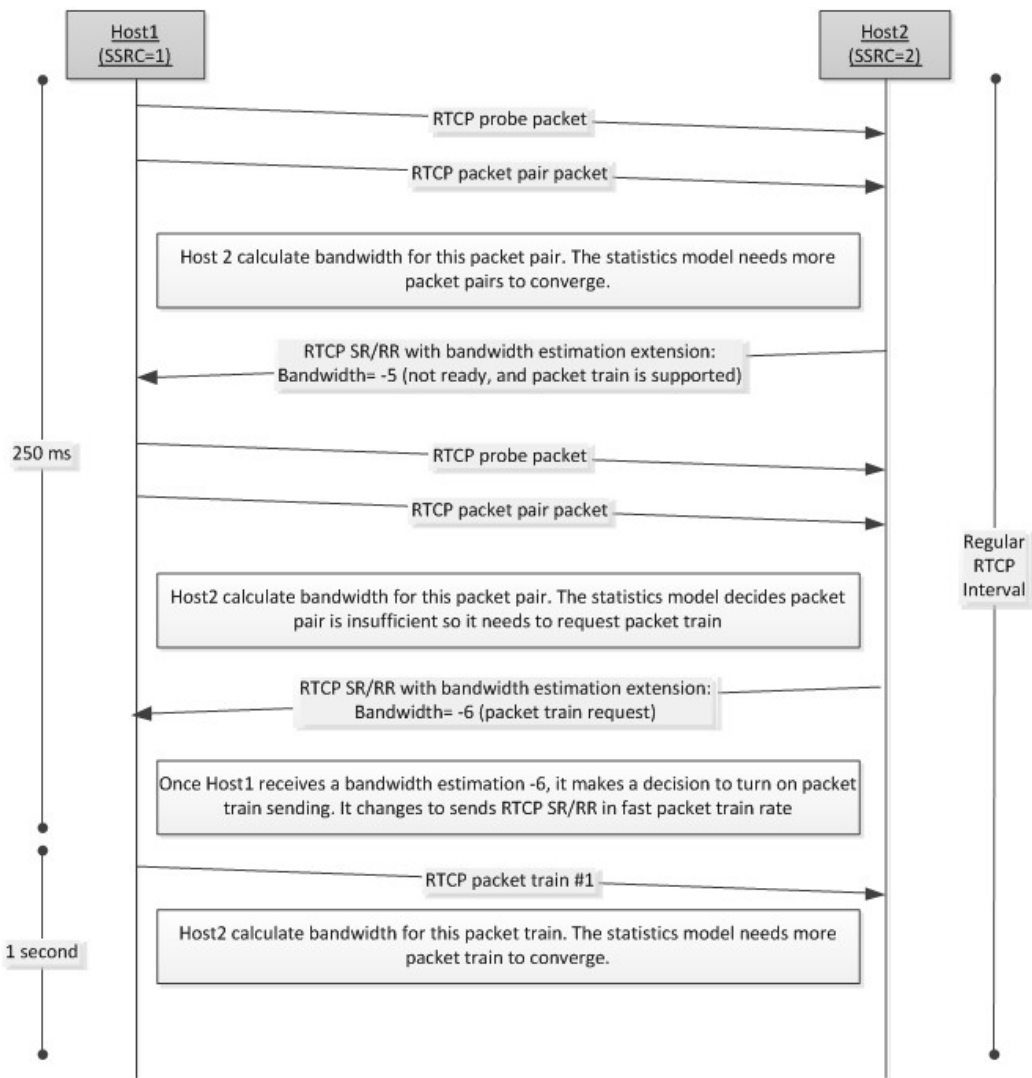 Host1
(SSRC=1)
Host2
(SSRC=2)
RTCP probe packet
RTCP packet pair packet
Host 2 calculate bandwidth for this packet pair. The statistics model needs more
packet pairs to converge.
RTCP SR/RR with bandwidth estimation extension:
Bandwidth= -5 (not ready, and packet train is supported)
250 ms
RTCP probe packet
RTCP packet pair packet
Regular
RTCP
Interval
Host2 calculate bandwidth for this packet pair. The statistics model decides packet
pair is insufficient so it needs to request packet train
RTCP SR/RR with bandwidth estimation extension:
Bandwidth= -6 (packet train request)
Once Host1 receives a bandwidth estimation -6, it makes a decision to turn on packet
train sending. It changes to sends RTCP SR/RR in fast packet train rate
RTCP packet train #1
1 second
Host2 calculate bandwidth for this packet train. The statistics model needs more
packet train to converge.